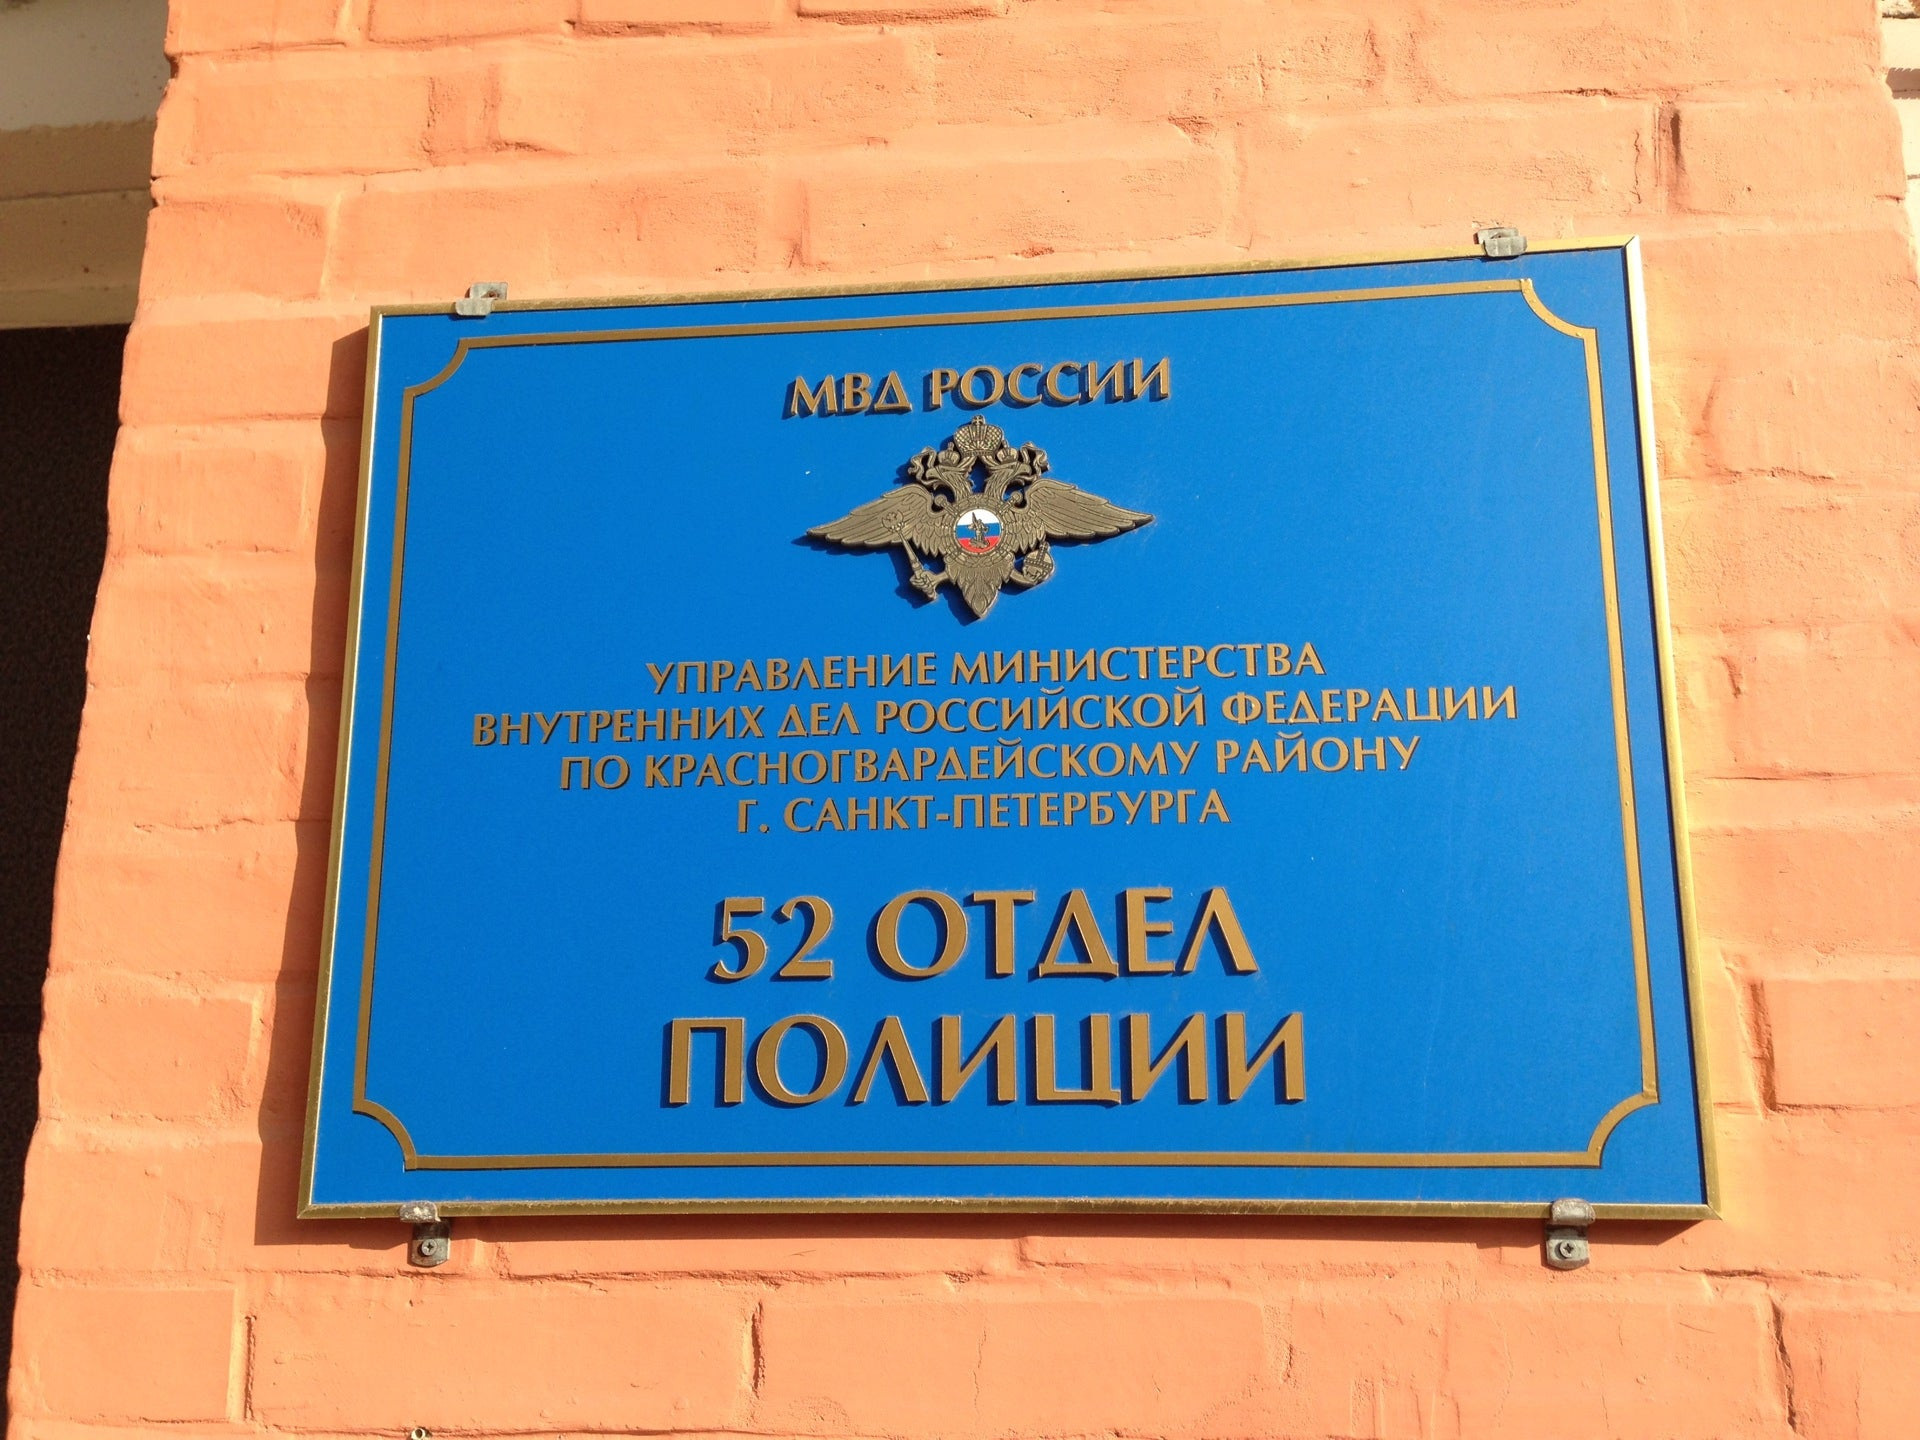 МВД РОССИИ
УПРАВЛЕНИЕ МИНИСТЕРСТВА
ВНУТРЕННИХ ДЕЛ РОССИЙСКОЙ ФЕДЕРАЦИИ
ПО КРАСНОГВАРДЕЙСКОМУ РАЙОНУ
Г. САНКТ-ПЕТЕРБУРГА
52 ОТДЕЛ
ПОЛИЦИИ